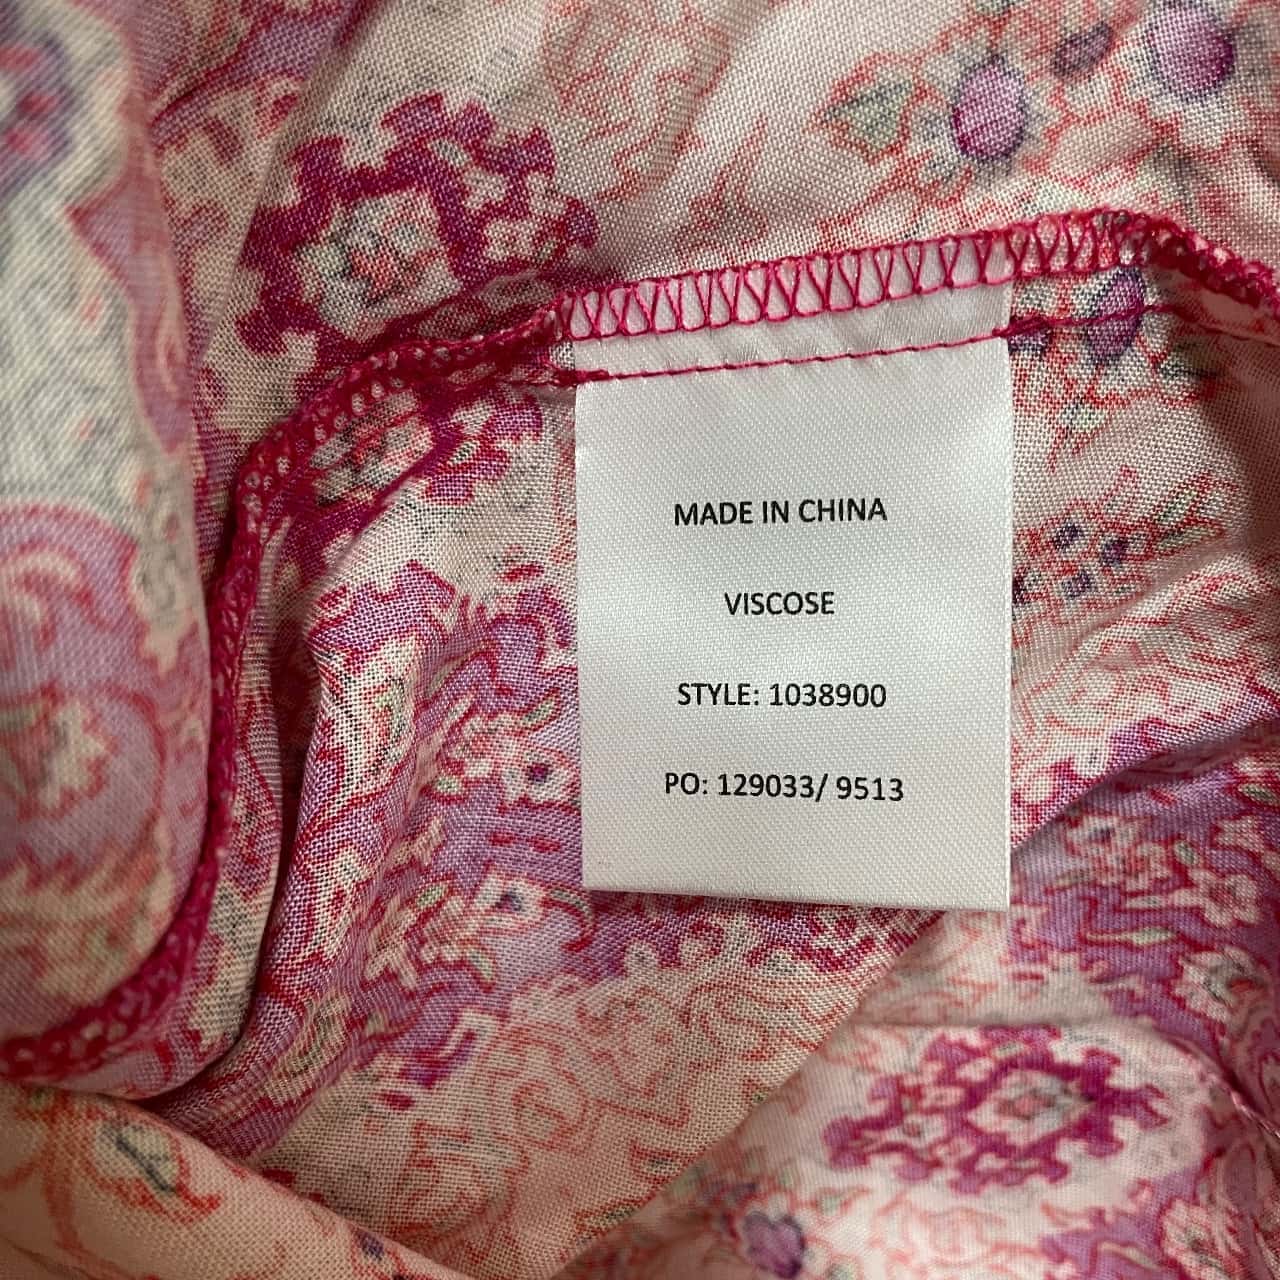 MADE IN CHINA
VISCOSE
STYLE: 1038900
PO: 129033/ 9513